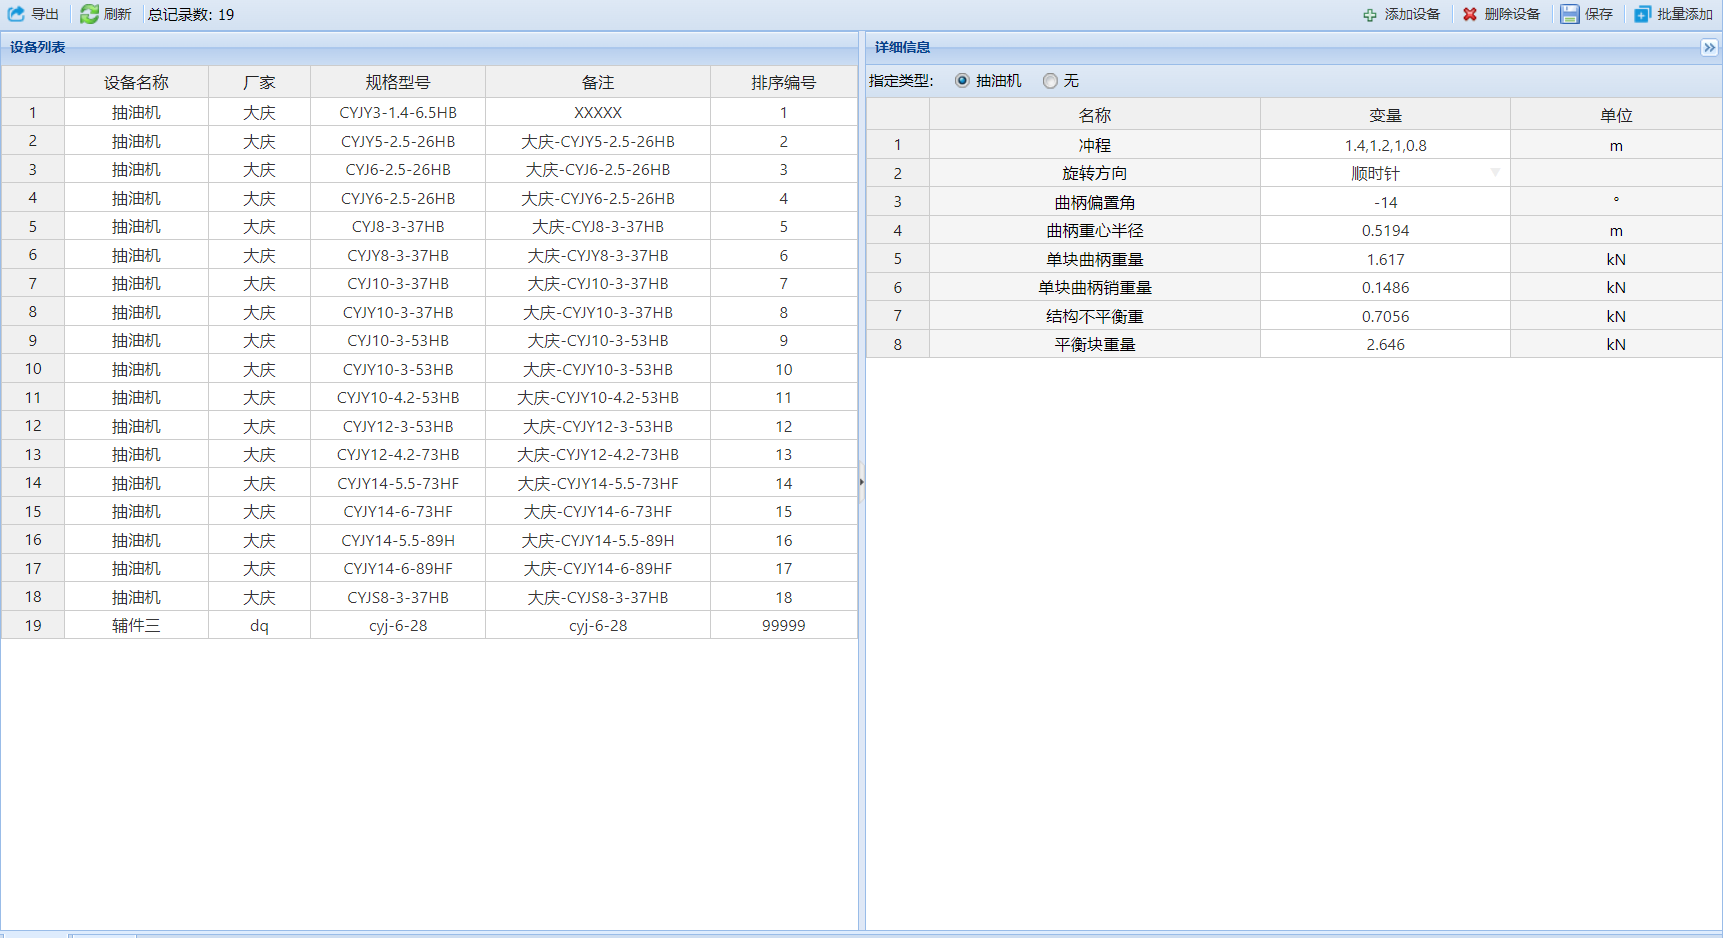 导出 刷新 总记录数: 19 添加设备 删除设备 保存 批量添加
设备列表
设备名称 厂家 规格型号 备注 排序编号
1 抽油机 大庆 CYJY3-1.4-6.5HB XXXXX 1
2 抽油机 大庆 CYJY5-2.5-26HB 大庆-CYJY5-2.5-26HB 2
3 抽油机 大庆 CYJ6-2.5-26HB 大庆-CYJ6-2.5-26HB 3
4 抽油机 大庆 CYJY6-2.5-26HB 大庆-CYJY6-2.5-26HB 4
5 抽油机 大庆 CYJ8-3-37HB 大庆-CYJ8-3-37HB 5
6 抽油机 大庆 CYJY8-3-37HB 大庆-CYJY8-3-37HB 6
7 抽油机 大庆 CYJ10-3-37HB 大庆-CYJ10-3-37HB 7
8 抽油机 大庆 CYJY10-3-37HB 大庆-CYJY10-3-37HB 8
9 抽油机 大庆 CYJ10-3-53HB 大庆-CYJ10-3-53HB 9
10 抽油机 大庆 CYJY10-3-53HB 大庆-CYJY10-3-53HB 10
11 抽油机 大庆 CYJY10-4.2-53HB 大庆-CYJY10-4.2-53HB 11
12 抽油机 大庆 CYJY12-3-53HB 大庆-CYJY12-3-53HB 12
13 抽油机 大庆 CYJY12-4.2-73HB 大庆-CYJY12-4.2-73HB 13
14 抽油机 大庆 CYJY14-5.5-73HF 大庆-CYJY14-5.5-73HF 14
15 抽油机 大庆 CYJY14-6-73HF 大庆-CYJY14-6-73HF 15
16 抽油机 大庆 CYJY14-5.5-89H 大庆-CYJY14-5.5-89H 16
17 抽油机 大庆 CYJY14-6-89HF 大庆-CYJY14-6-89HF 17
18 抽油机 大庆 CYJS8-3-37HB 大庆-CYJS8-3-37HB 18
19 辅件三 dq cyj-6-28 cyj-6-28 99999
详细信息
指定类型: 抽油机 无
名称 变量 单位
1 冲程 1.4,1.2,1,0.8 m
2 旋转方向 顺时针
3 曲柄偏置角 -14 °
4 曲柄重心半径 0.5194 m
5 单块曲柄重量 1.617 kN
6 单块曲柄销重量 0.1486 kN
7 结构不平衡重 0.7056 kN
8 平衡块重量 2.646 kN